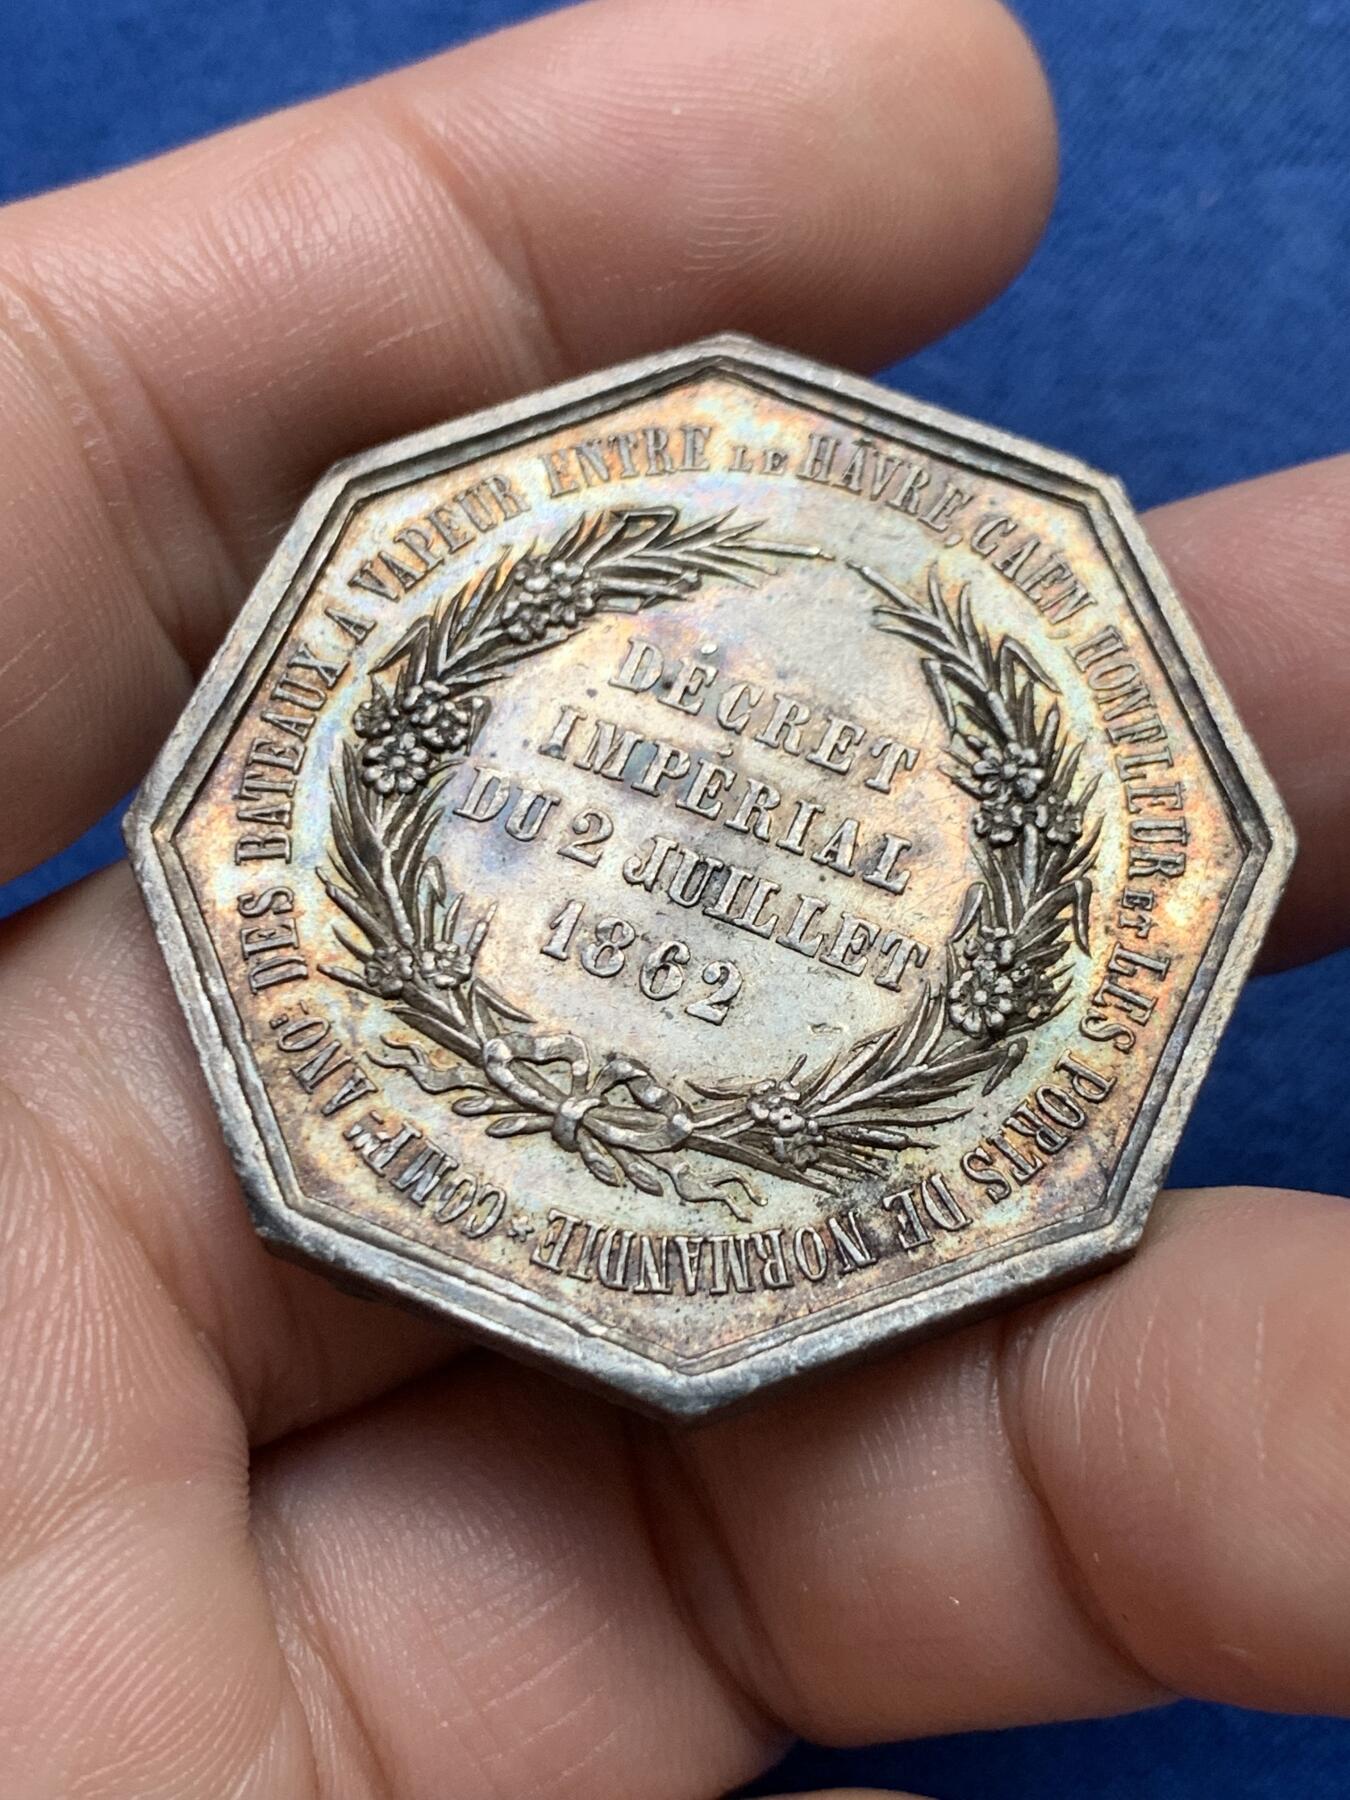 COMP.IE ANO: DES BATEAUX A VAPEUR ENTRE LE HÂVRE, CAEN, HONFLEUR ET LES PORTS DE NORMANDIE *
DÉCRET
IMPÉRIAL
DU 2 JUILLET
1862